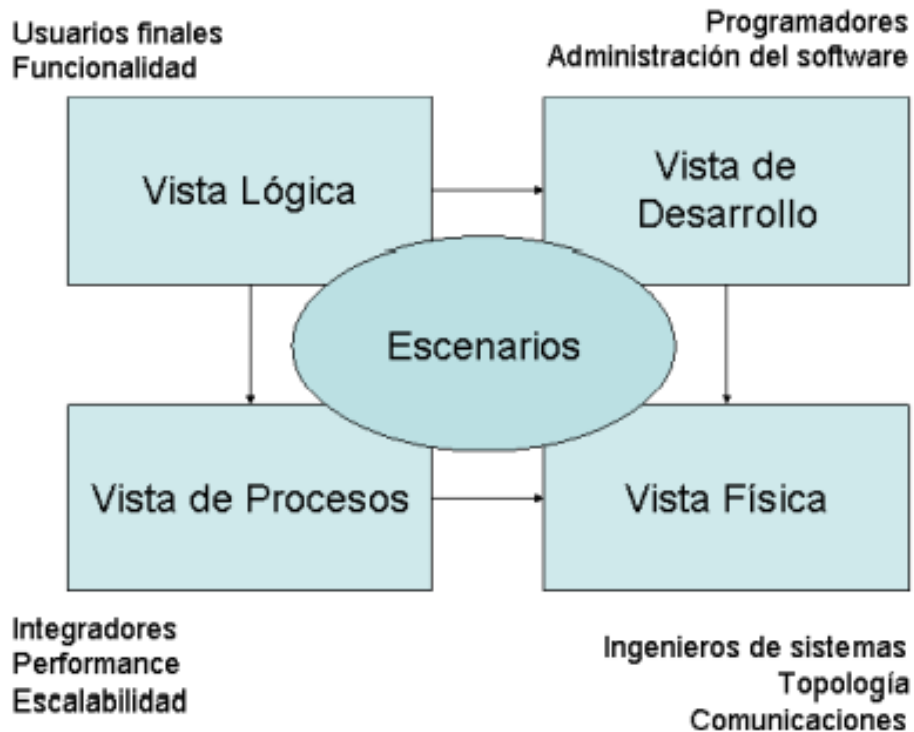 Usuarios finales
Funcionalidad
Programadores
Administración del software
Vista Lógica
Vista de
Desarrollo
Escenarios
Vista de Procesos
Vista Física
Integradores
Performance
Escalabilidad
Ingenieros de sistemas
Topología
Comunicaciones